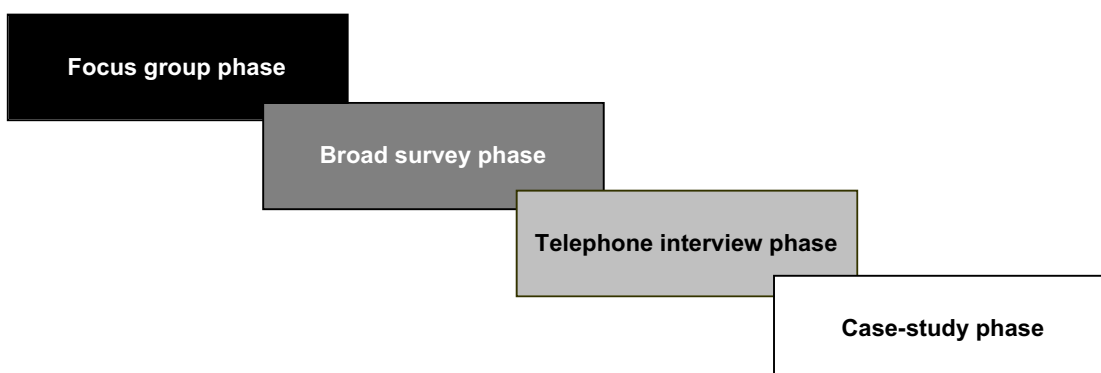 Focus group phase
Broad survey phase
Telephone interview phase
Case-study phase